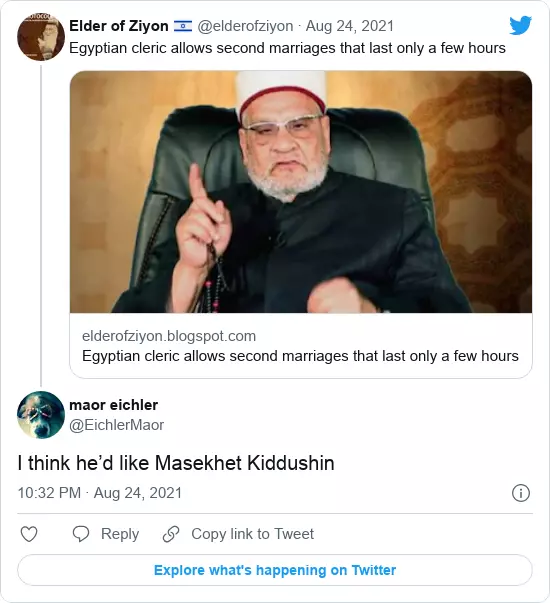 Elder of Ziyon 🇮🇱 @elderofziyon · Aug 24, 2021
Egyptian cleric allows second marriages that last only a few hours
elderofziyon.blogspot.com
Egyptian cleric allows second marriages that last only a few hours
maor eichler
@EichlerMaor
I think he’d like Masekhet Kiddushin
10:32 PM · Aug 24, 2021
Reply
Copy link to Tweet
Explore what's happening on Twitter